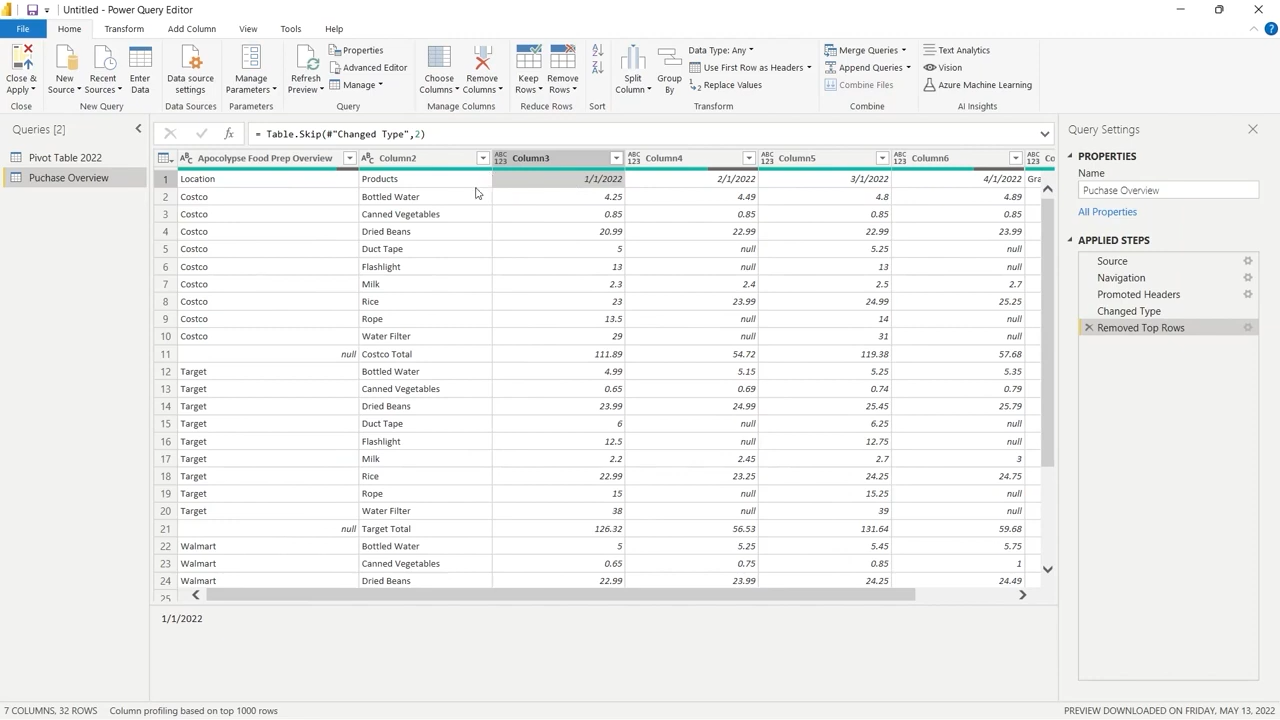 Untitled - Power Query Editor
File Home Transform Add Column View Tools Help
Close & Apply
New Source
Recent Sources
Enter Data
Data source settings
Manage Parameters
Refresh Preview
Properties
Advanced Editor
Manage
Choose Columns
Remove Columns
Keep Rows
Remove Rows
Split Column
Group By
Data Type: Any
Use First Row as Headers
Replace Values
Merge Queries
Append Queries
Combine Files
Text Analytics
Vision
Azure Machine Learning
Close New Query Data Sources Parameters Query Manage Columns Reduce Rows Sort Transform Combine AI Insights
Queries [2]
Pivot Table 2022
Puchase Overview
= Table.Skip(#"Changed Type",2)
Apocolypse Food Prep Overview Column2 Column3 Column4 Column5 Column6 Co
1 Location Products 1/1/2022 2/1/2022 3/1/2022 4/1/2022 Gra
2 Costco Bottled Water 4.25 4.49 4.8 4.89
3 Costco Canned Vegetables 0.85 0.85 0.85 0.85
4 Costco Dried Beans 20.99 22.99 22.99 23.99
5 Costco Duct Tape 5 null 5.25 null
6 Costco Flashlight 13 null 13 null
7 Costco Milk 2.3 2.4 2.5 2.7
8 Costco Rice 23 23.99 24.99 25.25
9 Costco Rope 13.5 null 14 null
10 Costco Water Filter 29 null 31 null
11 null Costco Total 111.89 54.72 119.38 57.68
12 Target Bottled Water 4.99 5.15 5.25 5.35
13 Target Canned Vegetables 0.65 0.69 0.74 0.79
14 Target Dried Beans 23.99 24.99 25.45 25.79
15 Target Duct Tape 6 null 6.25 null
16 Target Flashlight 12.5 null 12.75 null
17 Target Milk 2.2 2.45 2.7 3
18 Target Rice 22.99 23.25 24.25 24.75
19 Target Rope 15 null 15.25 null
20 Target Water Filter 38 null 39 null
21 null Target Total 126.32 56.53 131.64 59.68
22 Walmart Bottled Water 5 5.25 5.45 5.75
23 Walmart Canned Vegetables 0.65 0.75 0.85 1
24 Walmart Dried Beans 22.99 23.99 24.25 24.49
25
1/1/2022
Query Settings
PROPERTIES
Name
Puchase Overview
All Properties
APPLIED STEPS
Source
Navigation
Promoted Headers
Changed Type
Removed Top Rows
7 COLUMNS, 32 ROWS Column profiling based on top 1000 rows PREVIEW DOWNLOADED ON FRIDAY, MAY 13, 2022